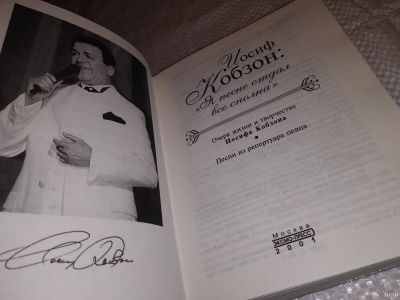 Иосиф
Кобзон:
«Я песне отдал
все сполна»
Очерк жизни и творчества
Иосифа Кобзона
Песни из репертуара певца
Москва
ЭКСМО-ПРЕСС
2001